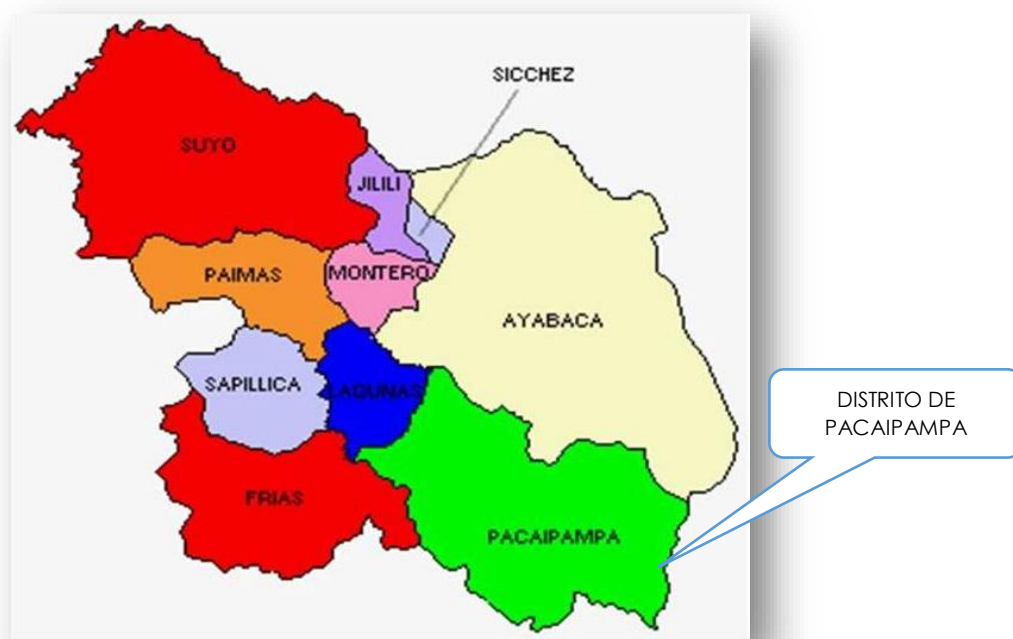 SICCHEZ
SUYO
JILILI
PAIMAS
MONTERO
AYABACA
SAPILLICA
LAGUNAS
DISTRITO DE
PACAIPAMPA
FRIAS
PACAIPAMPA